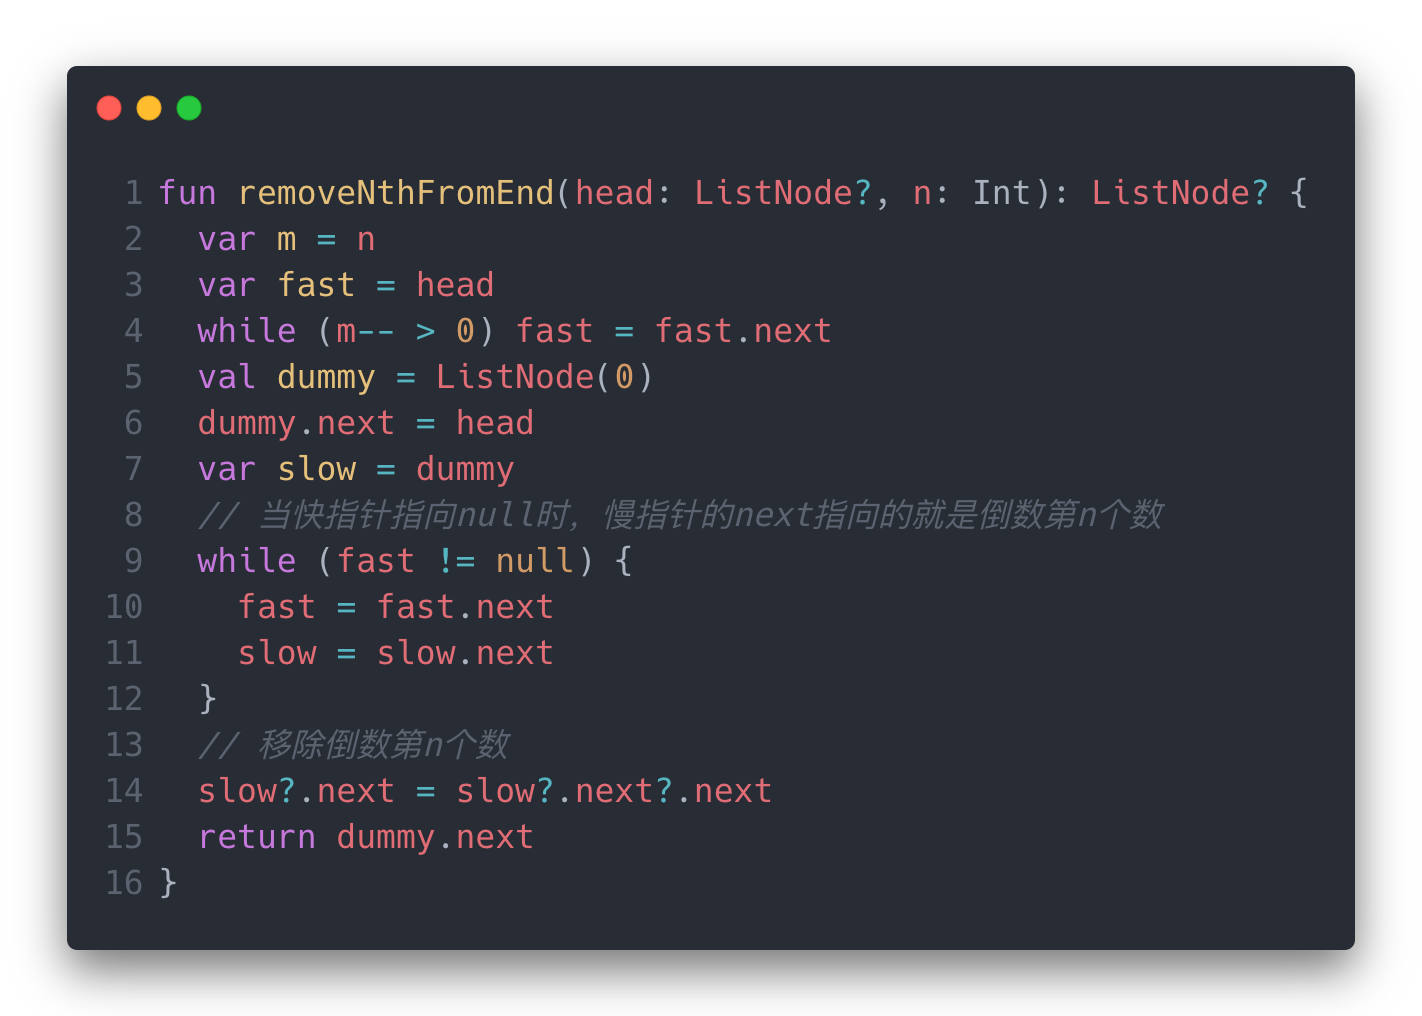 1 fun removeNthFromEnd(head: ListNode?, n: Int): ListNode? {
2   var m = n
3   var fast = head
4   while (m-- > 0) fast = fast.next
5   val dummy = ListNode(0)
6   dummy.next = head
7   var slow = dummy
8   // 当快指针指向null时，慢指针的next指向的就是倒数第n个数
9   while (fast != null) {
10     fast = fast.next
11     slow = slow.next
12   }
13   // 移除倒数第n个数
14   slow?.next = slow?.next?.next
15   return dummy.next
16 }